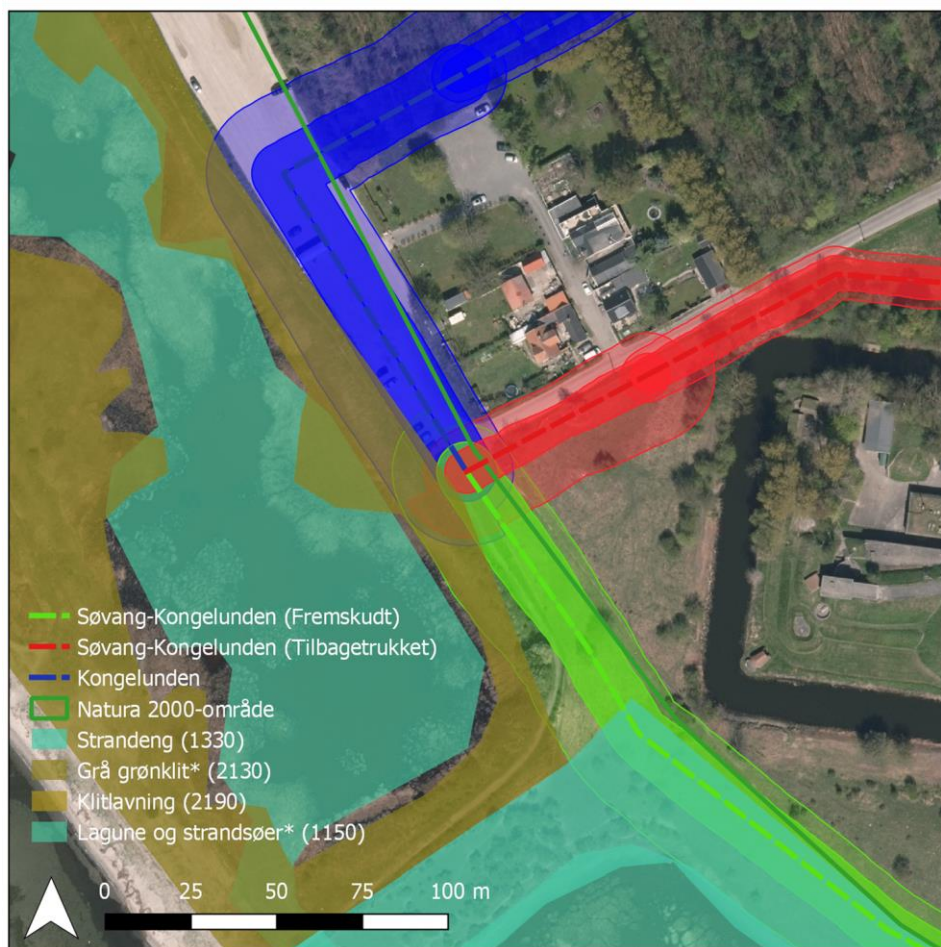 Søvang-Kongelunden (Fremskudt)
Søvang-Kongelunden (Tilbagetrukket)
Kongelunden
Natura 2000-område
Strandeng (1330)
Grå grønklit* (2130)
Klitlavning (2190)
Lagune og strandsøer* (1150)
0 25 50 75 100 m